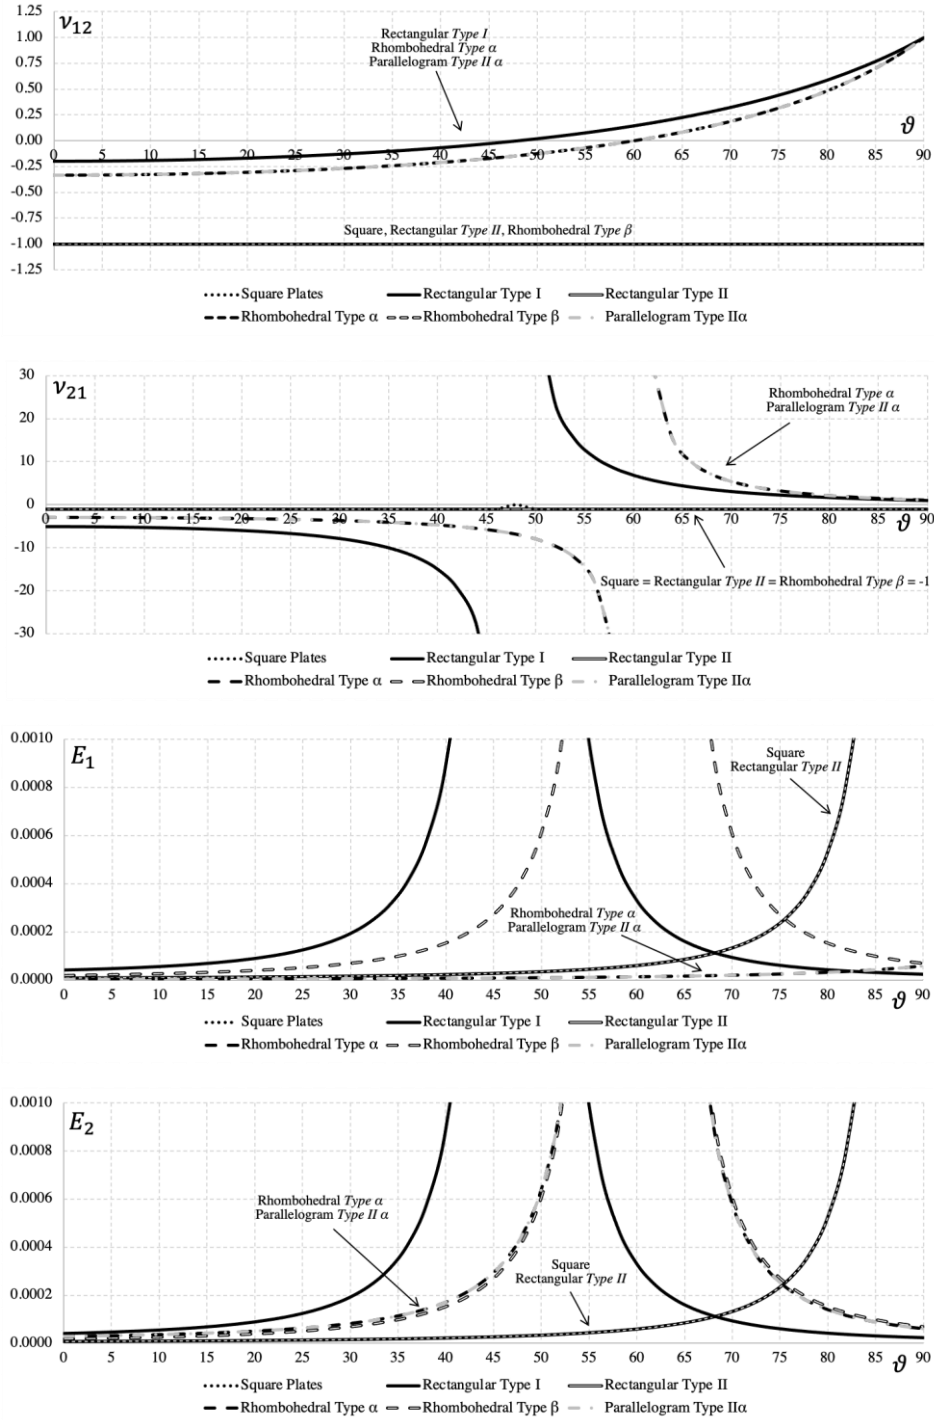 1.25
ν12
1.00
0.75
0.50
0.25
0.00
-0.25
-0.50
-0.75
-1.00
-1.25
Rectangular Type I
Rhombohedral Type α
Parallelogram Type II α
ϑ
0 5 10 15 20 25 30 35 40 45 50 55 60 65 70 75 80 85 90
Square, Rectangular Type II, Rhombohedral Type β
Square Plates Rectangular Type I Rectangular Type II
Rhombohedral Type α Rhombohedral Type β Parallelogram Type IIα
30
ν21
20
10
0
-10
-20
-30
Rhombohedral Type α
Parallelogram Type II α
0 5 10 15 20 25 30 35 40 45 50 55 60 65 70 75 80 85 90
ϑ
Square = Rectangular Type II = Rhombohedral Type β = -1
Square Plates Rectangular Type I Rectangular Type II
Rhombohedral Type α Rhombohedral Type β Parallelogram Type IIα
0.0010
E1
0.0008
0.0006
0.0004
0.0002
0.0000
Square
Rectangular Type II
Rhombohedral Type α
Parallelogram Type II α
0 5 10 15 20 25 30 35 40 45 50 55 60 65 70 75 80 85 90
ϑ
Square Plates Rectangular Type I Rectangular Type II
Rhombohedral Type α Rhombohedral Type β Parallelogram Type IIα
0.0010
E2
0.0008
0.0006
0.0004
0.0002
0.0000
Rhombohedral Type α
Parallelogram Type II α
Square
Rectangular Type II
0 5 10 15 20 25 30 35 40 45 50 55 60 65 70 75 80 85 90
ϑ
Square Plates Rectangular Type I Rectangular Type II
Rhombohedral Type α Rhombohedral Type β Parallelogram Type IIα